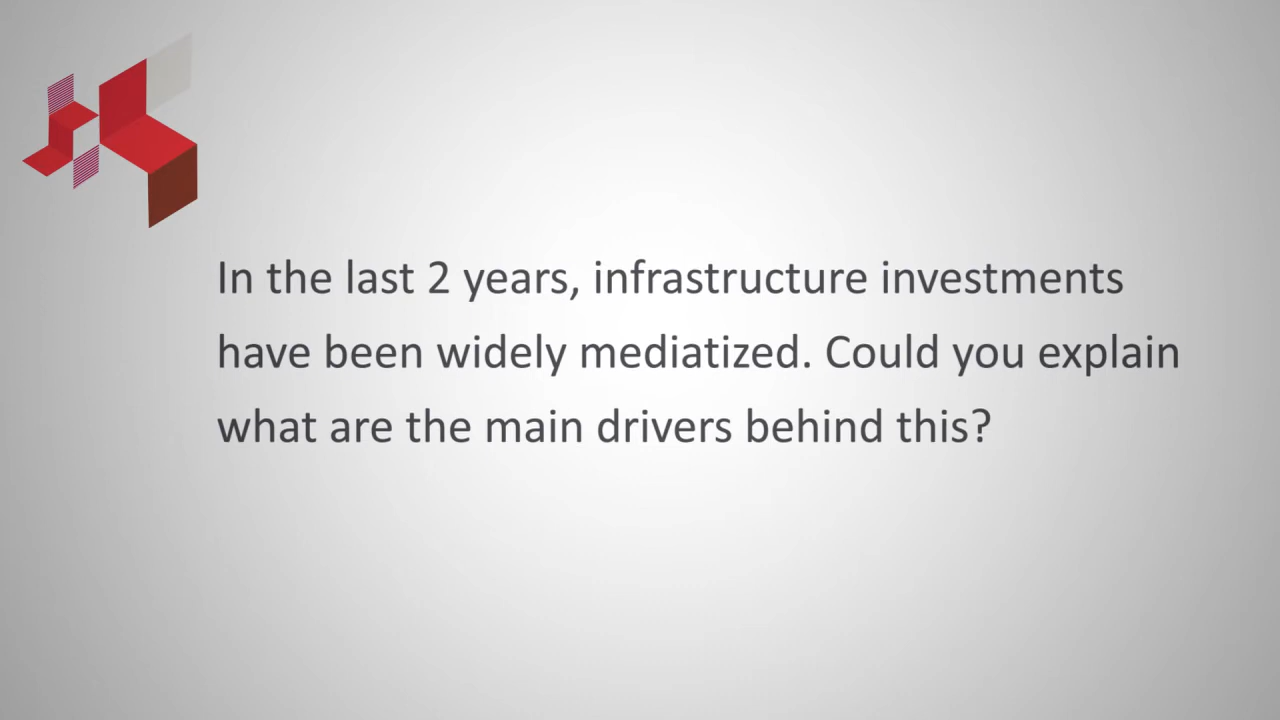 In the last 2 years, infrastructure investments
have been widely mediatized. Could you explain
what are the main drivers behind this?